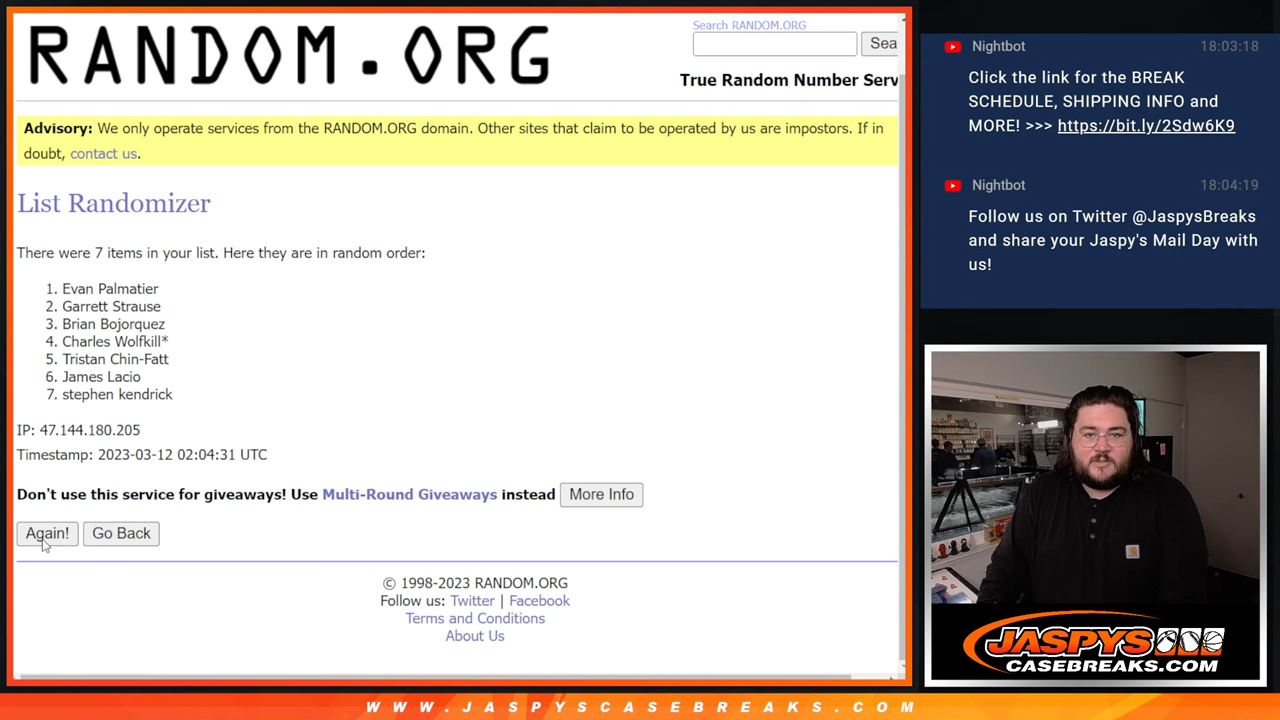 RANDOM.ORG
Search RANDOM.ORG
Sea
True Random Number Serv
Advisory: We only operate services from the RANDOM.ORG domain. Other sites that claim to be operated by us are impostors. If in
doubt, contact us.
List Randomizer
There were 7 items in your list. Here they are in random order:
1. Evan Palmatier
2. Garrett Strause
3. Brian Bojorquez
4. Charles Wolfkill*
5. Tristan Chin-Fatt
6. James Lacio
7. stephen kendrick
IP: 47.144.180.205
Timestamp: 2023-03-12 02:04:31 UTC
Don't use this service for giveaways! Use Multi-Round Giveaways instead More Info
Again! Go Back
© 1998-2023 RANDOM.ORG
Follow us: Twitter | Facebook
Terms and Conditions
About Us
Nightbot 18:03:18
Click the link for the BREAK
SCHEDULE, SHIPPING INFO and
MORE! >>> https://bit.ly/2Sdw6K9
Nightbot 18:04:19
Follow us on Twitter @JaspysBreaks
and share your Jaspy's Mail Day with
us!
JASPYS
CASEBREAKS.COM
WWW.JASPYSCASEBREAKS.COM